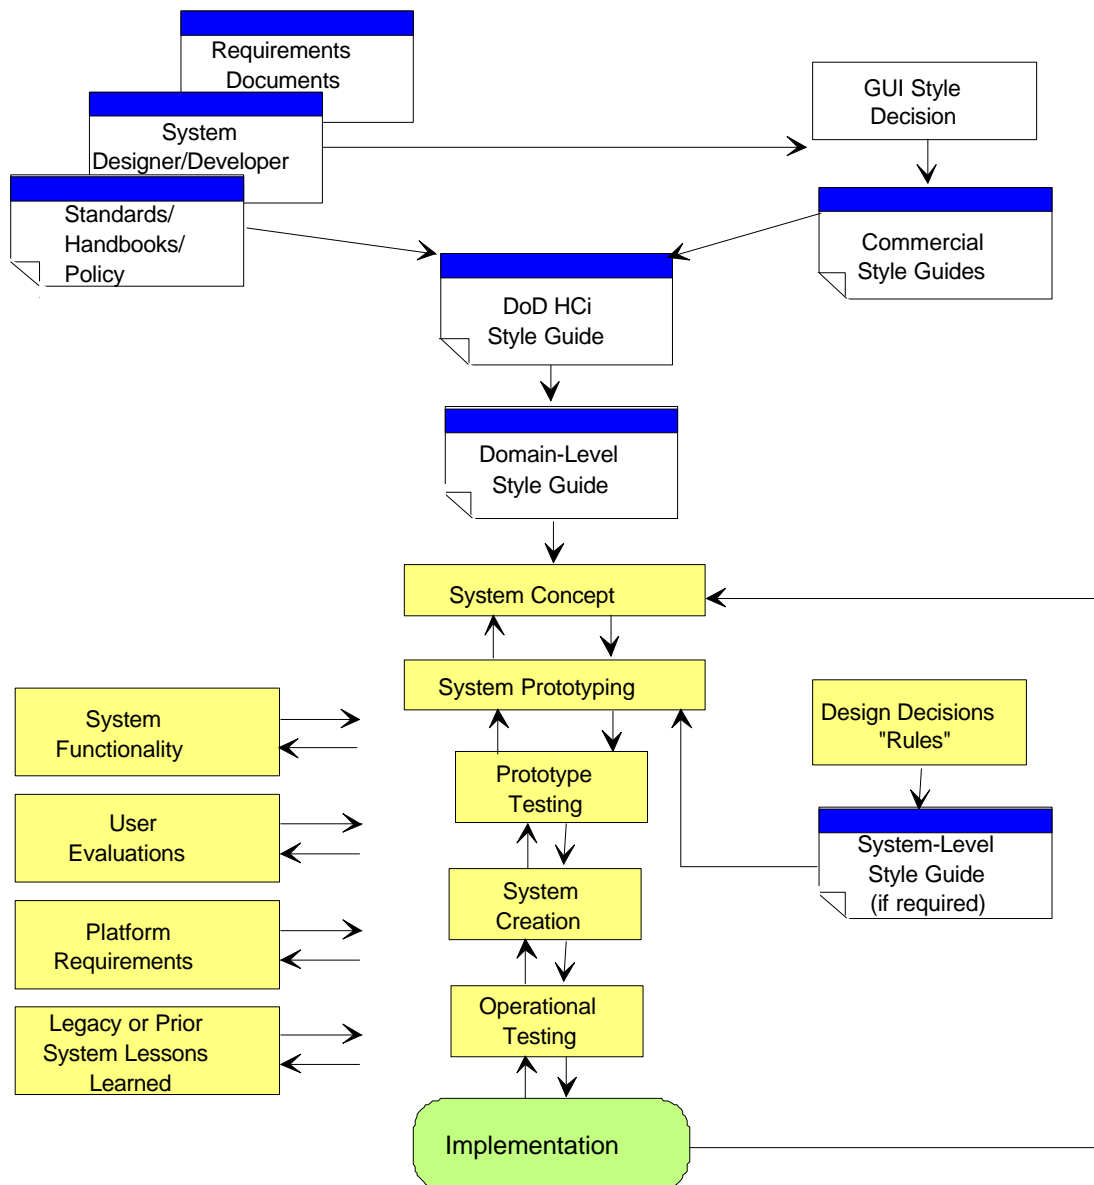 Requirements
Documents
System
Designer/Developer
Standards/
Handbooks/
Policy
GUI Style
Decision
Commercial
Style Guides
DoD HCi
Style Guide
Domain-Level
Style Guide
System Concept
System Prototyping
System
Functionality
User
Evaluations
Platform
Requirements
Legacy or Prior
System Lessons
Learned
Prototype
Testing
System
Creation
Operational
Testing
Design Decisions
"Rules"
System-Level
Style Guide
(if required)
Implementation